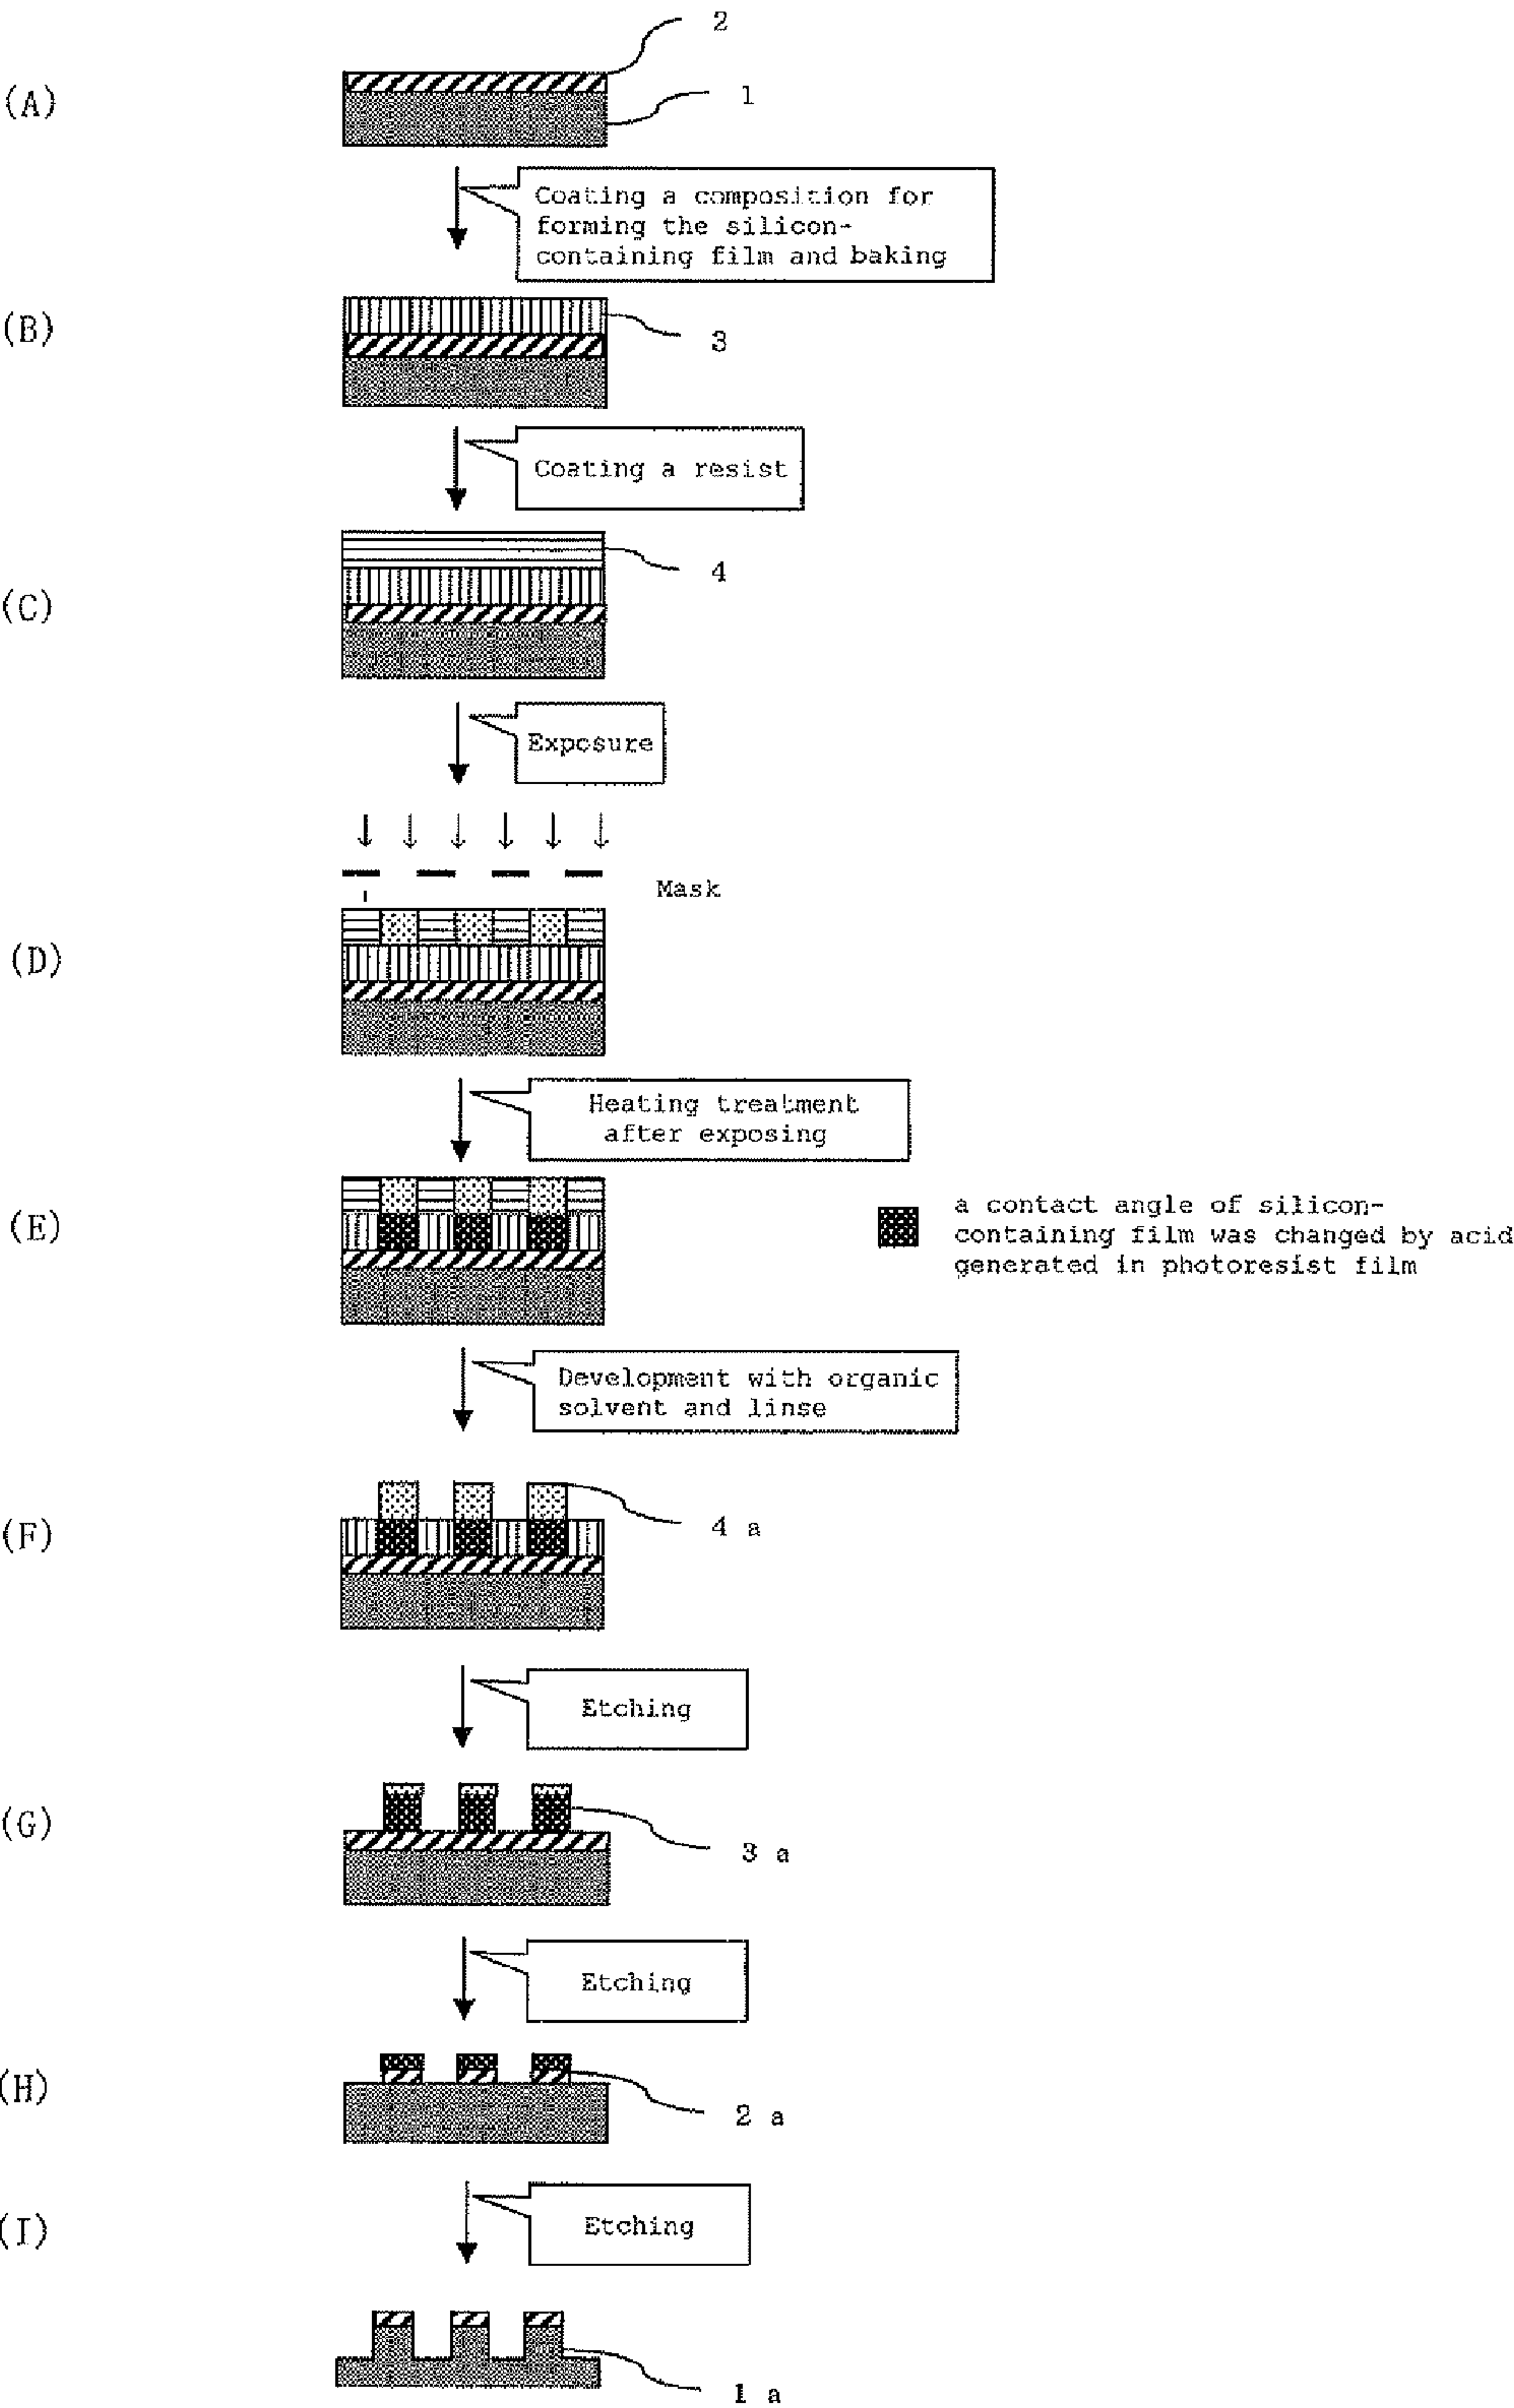 2
(A)
1
Coating a composition for
forming the silicon-
containing film and baking
(B)
3
Coating a resist
4
(C)
Exposure
Mask
(D)
Heating treatment
after exposing
(E)
a contact angle of silicon-
containing film was changed by acid
generated in photoresist film
Development with organic
solvent and linse
(F)
4 a
Etching
(G)
3 a
Etching
(H)
2 a
(I)
Etching
1 a